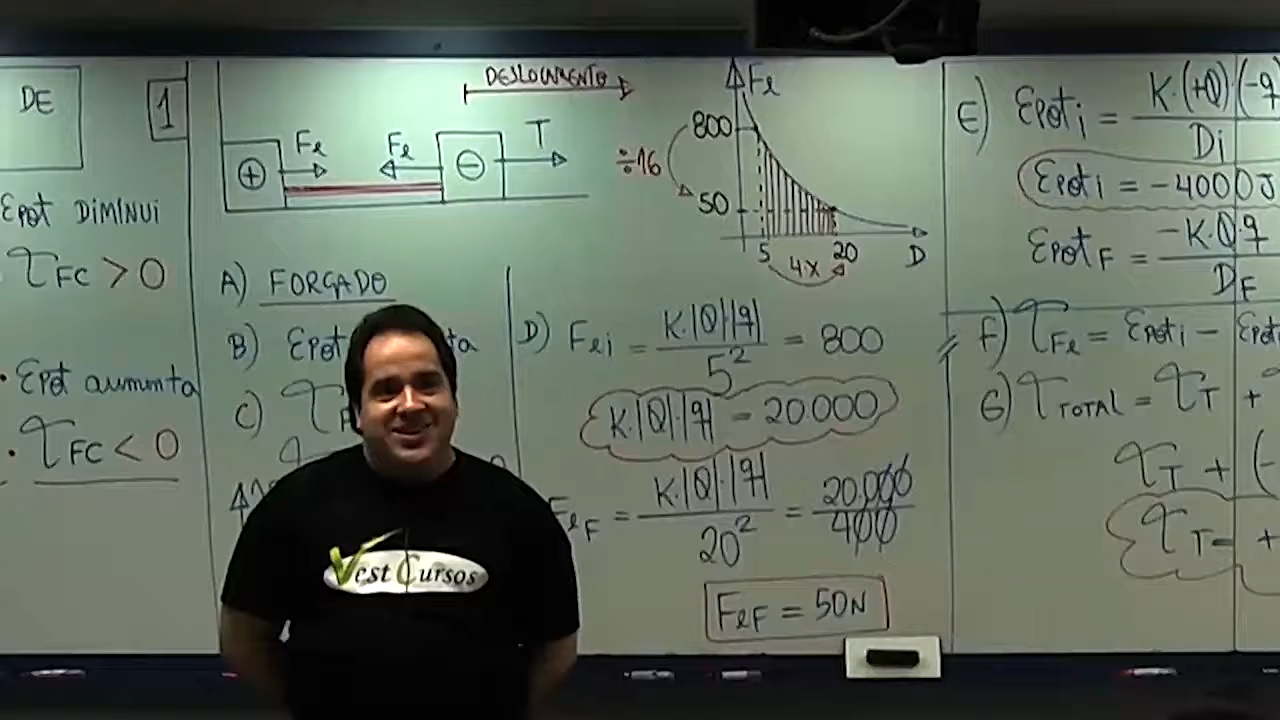 DE
Epot DIMINUI
τFC > 0
• Epot aumenta
• τFC < 0
1
DESLOCAMENTO
Fe
Fe
T
+
−
A) FORÇADO
B) Epot
ta
C) τ
Fe
800
÷16
50
5
20
D
4x
D) Fei = K·|Q|·|q| / 5² = 800
K·|Q|·|q| = 20.000
FeF = K·|Q|·|q| / 20² = 20.000 / 400
FeF = 50N
E) Epoti = K·(+Q)·(-q / Di
Epoti = -4000J
EpotF = -K·Q·q / DF
F) τFe = Epoti - Epot
G) τTOTAL = τT +
τT + (-
τT = +
Vest Cursos